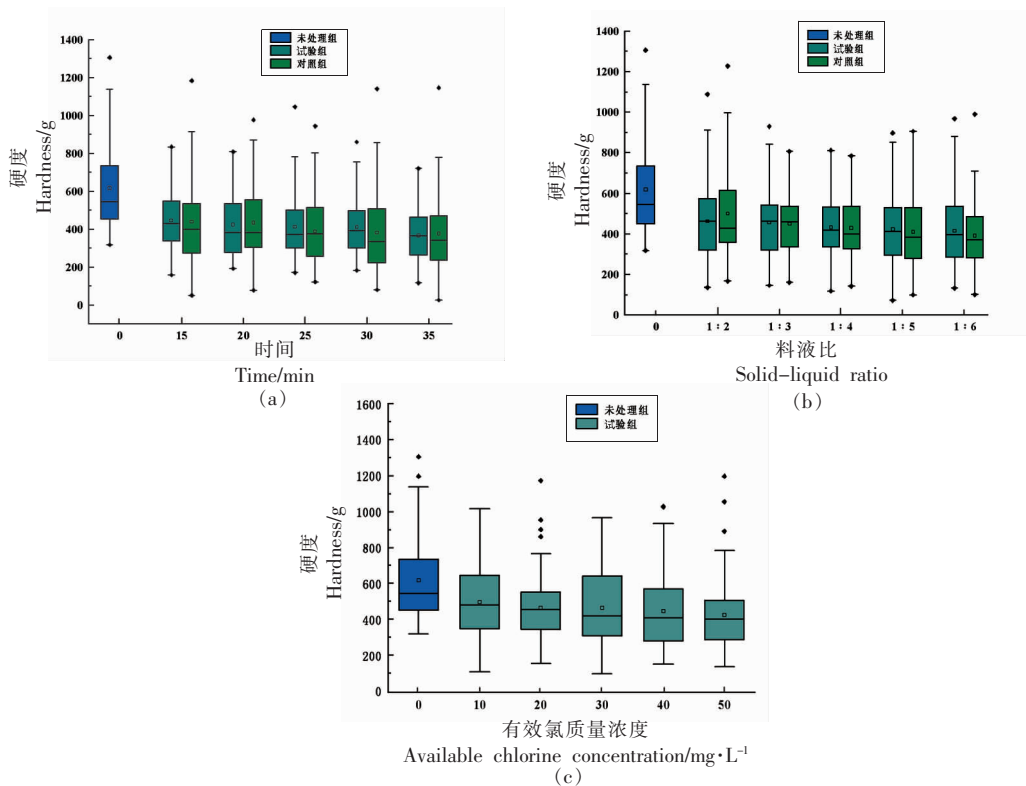 1400
1200
1000
800
600
400
200
0
硬度
Hardness/g
未处理组
试验组
对照组
0 15 20 25 30 35
时间
Time/min
(a)
1400
1200
1000
800
600
400
200
0
硬度
Hardness/g
未处理组
试验组
对照组
0 1:2 1:3 1:4 1:5 1:6
料液比
Solid-liquid ratio
(b)
1600
1400
1200
1000
800
600
400
200
0
硬度
Hardness/g
未处理组
试验组
0 10 20 30 40 50
有效氯质量浓度
Available chlorine concentration/mg·L⁻¹
(c)